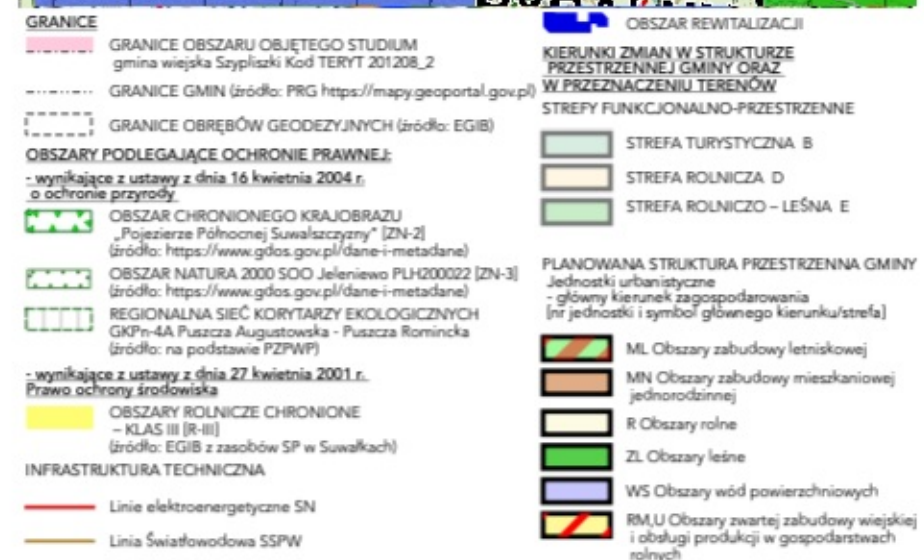 GRANICE
GRANICE OBSZARU OBJĘTEGO STUDIUM
gmina wiejska Szypliszki Kod TERYT 201208_2
GRANICE GMIN (źródło: PRG https://mapy.geoportal.gov.pl)
GRANICE OBRĘBÓW GEODEZYJNYCH (źródło: EGIB)
OBSZARY PODLEGAJĄCE OCHRONIE PRAWNEJ:
- wynikające z ustawy z dnia 16 kwietnia 2004 r.
o ochronie przyrody
OBSZAR CHRONIONEGO KRAJOBRAZU
„Pojezierze Północnej Suwalszczyzny" [ZN-2]
(źródło: https://www.gdos.gov.pl/dane-i-metadane)
OBSZAR NATURA 2000 SOO Jeleniewo PLH200022 [ZN-3]
(źródło: https://www.gdos.gov.pl/dane-i-metadane)
REGIONALNA SIEĆ KORYTARZY EKOLOGICZNYCH
GKPn-4A Puszcza Augustowska - Puszcza Romincka
(źródło: na podstawie PZPWP)
- wynikające z ustawy z dnia 27 kwietnia 2001 r.
Prawo ochrony środowiska
OBSZARY ROLNICZE CHRONIONE
– KLAS III [R-III]
(źródło: EGIB z zasobów SP w Suwałkach)
INFRASTRUKTURA TECHNICZNA
Linie elektroenergetyczne SN
Linia Światłowodowa SSPW
OBSZAR REWITALIZACJI
KIERUNKI ZMIAN W STRUKTURZE
PRZESTRZENNEJ GMINY ORAZ
W PRZEZNACZENIU TERENÓW
STREFY FUNKCJONALNO-PRZESTRZENNE
STREFA TURYSTYCZNA B
STREFA ROLNICZA D
STREFA ROLNICZO – LEŚNA E
PLANOWANA STRUKTURA PRZESTRZENNA GMINY
Jednostki urbanistyczne
- główny kierunek zagospodarowania
[nr jednostki i symbol głównego kierunku/strefa]
ML Obszary zabudowy letniskowej
MN Obszary zabudowy mieszkaniowej
jednorodzinnej
R Obszary rolne
ZL Obszary leśne
WS Obszary wód powierzchniowych
RM,U Obszary zwartej zabudowy wiejskiej
i obsługi produkcji w gospodarstwach
rolnych